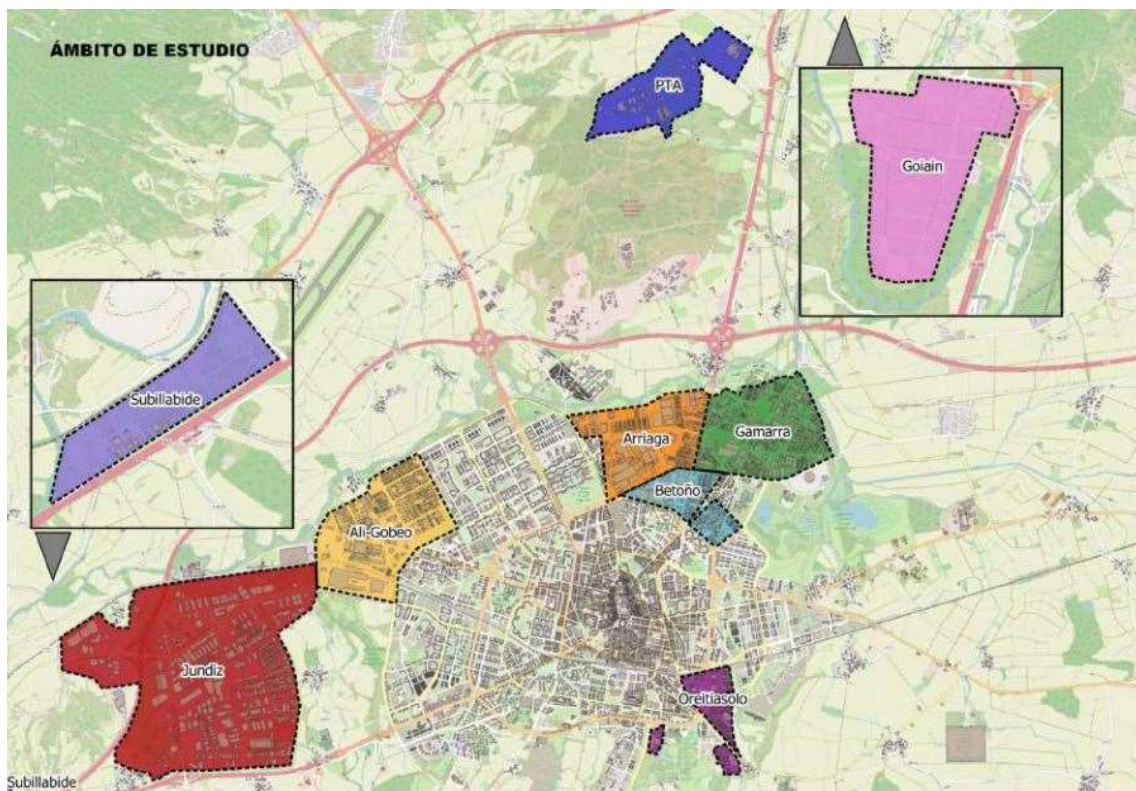 ÁMBITO DE ESTUDIO
PTA
Goiain
Subillabide
Arriaga
Gamarra
Betoño
Ali-Gobeo
Jundiz
Oreitiasolo
Subillabide